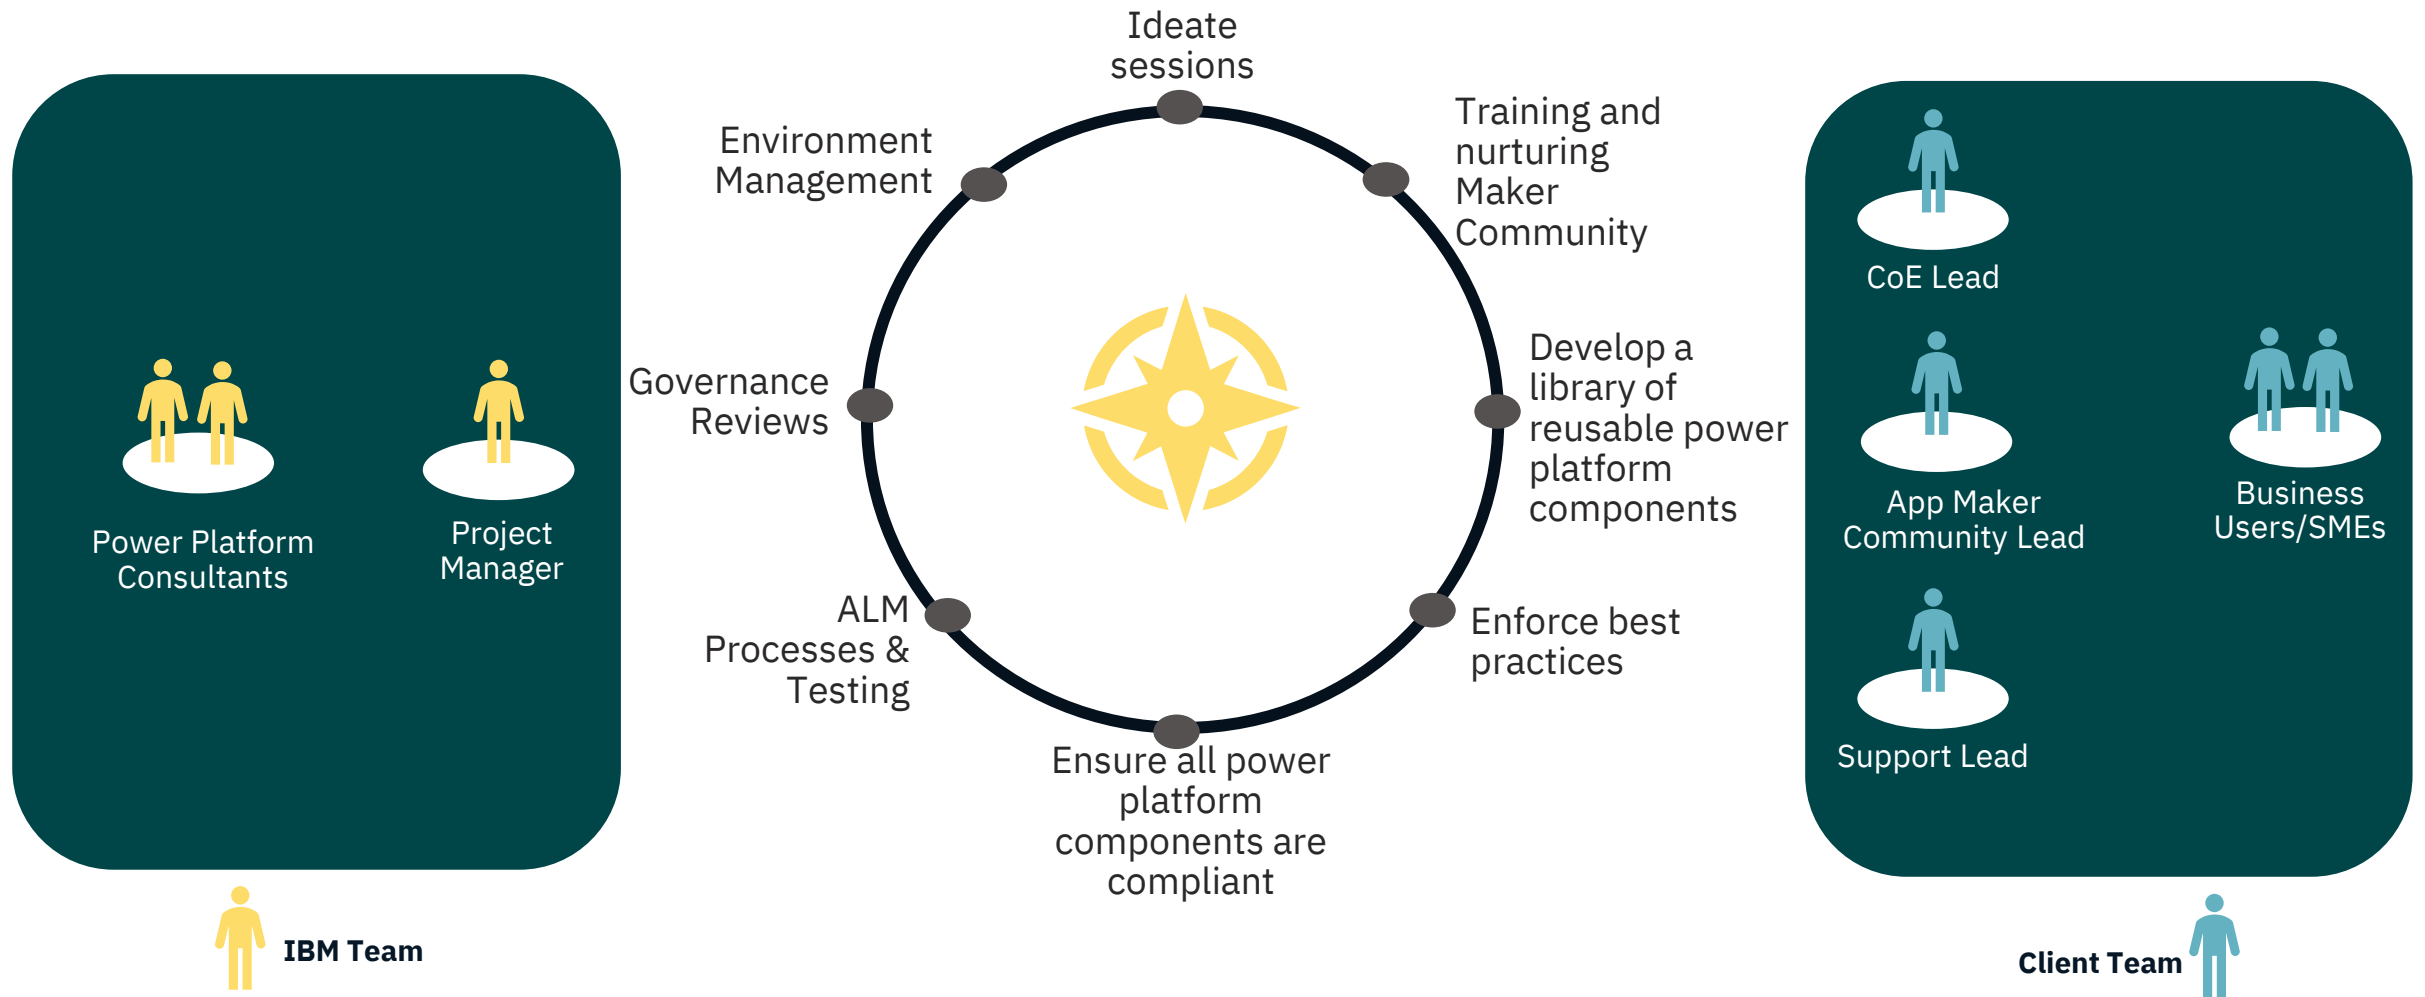 Ideate
sessions
Training and
nurturing
Maker
Community
Develop a
library of
reusable power
platform
components
Enforce best
practices
Ensure all power
platform
components are
compliant
ALM
Processes &
Testing
Governance
Reviews
Environment
Management
Power Platform
Consultants
Project
Manager
IBM Team
CoE Lead
App Maker
Community Lead
Support Lead
Business
Users/SMEs
Client Team